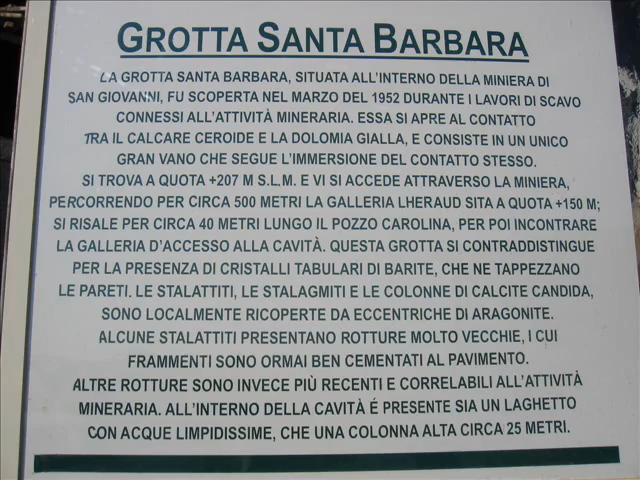 GROTTA SANTA BARBARA
LA GROTTA SANTA BARBARA, SITUATA ALL'INTERNO DELLA MINIERA DI
SAN GIOVANNI, FU SCOPERTA NEL MARZO DEL 1952 DURANTE I LAVORI DI SCAVO
CONNESSI ALL'ATTIVITÀ MINERARIA. ESSA SI APRE AL CONTATTO
TRA IL CALCARE CEROIDE E LA DOLOMIA GIALLA, E CONSISTE IN UN UNICO
GRAN VANO CHE SEGUE L'IMMERSIONE DEL CONTATTO STESSO.
SI TROVA A QUOTA +207 M S.L.M. E VI SI ACCEDE ATTRAVERSO LA MINIERA,
PERCORRENDO PER CIRCA 500 METRI LA GALLERIA LHERAUD SITA A QUOTA +150 M;
SI RISALE PER CIRCA 40 METRI LUNGO IL POZZO CAROLINA, PER POI INCONTRARE
LA GALLERIA D'ACCESSO ALLA CAVITÀ. QUESTA GROTTA SI CONTRADDISTINGUE
PER LA PRESENZA DI CRISTALLI TABULARI DI BARITE, CHE NE TAPPEZZANO
LE PARETI. LE STALATTITI, LE STALAGMITI E LE COLONNE DI CALCITE CANDIDA,
SONO LOCALMENTE RICOPERTE DA ECCENTRICHE DI ARAGONITE.
ALCUNE STALATTITI PRESENTANO ROTTURE MOLTO VECCHIE, I CUI
FRAMMENTI SONO ORMAI BEN CEMENTATI AL PAVIMENTO.
ALTRE ROTTURE SONO INVECE PIÙ RECENTI E CORRELABILI ALL'ATTIVITÀ
MINERARIA. ALL'INTERNO DELLA CAVITÀ É PRESENTE SIA UN LAGHETTO
CON ACQUE LIMPIDISSIME, CHE UNA COLONNA ALTA CIRCA 25 METRI.